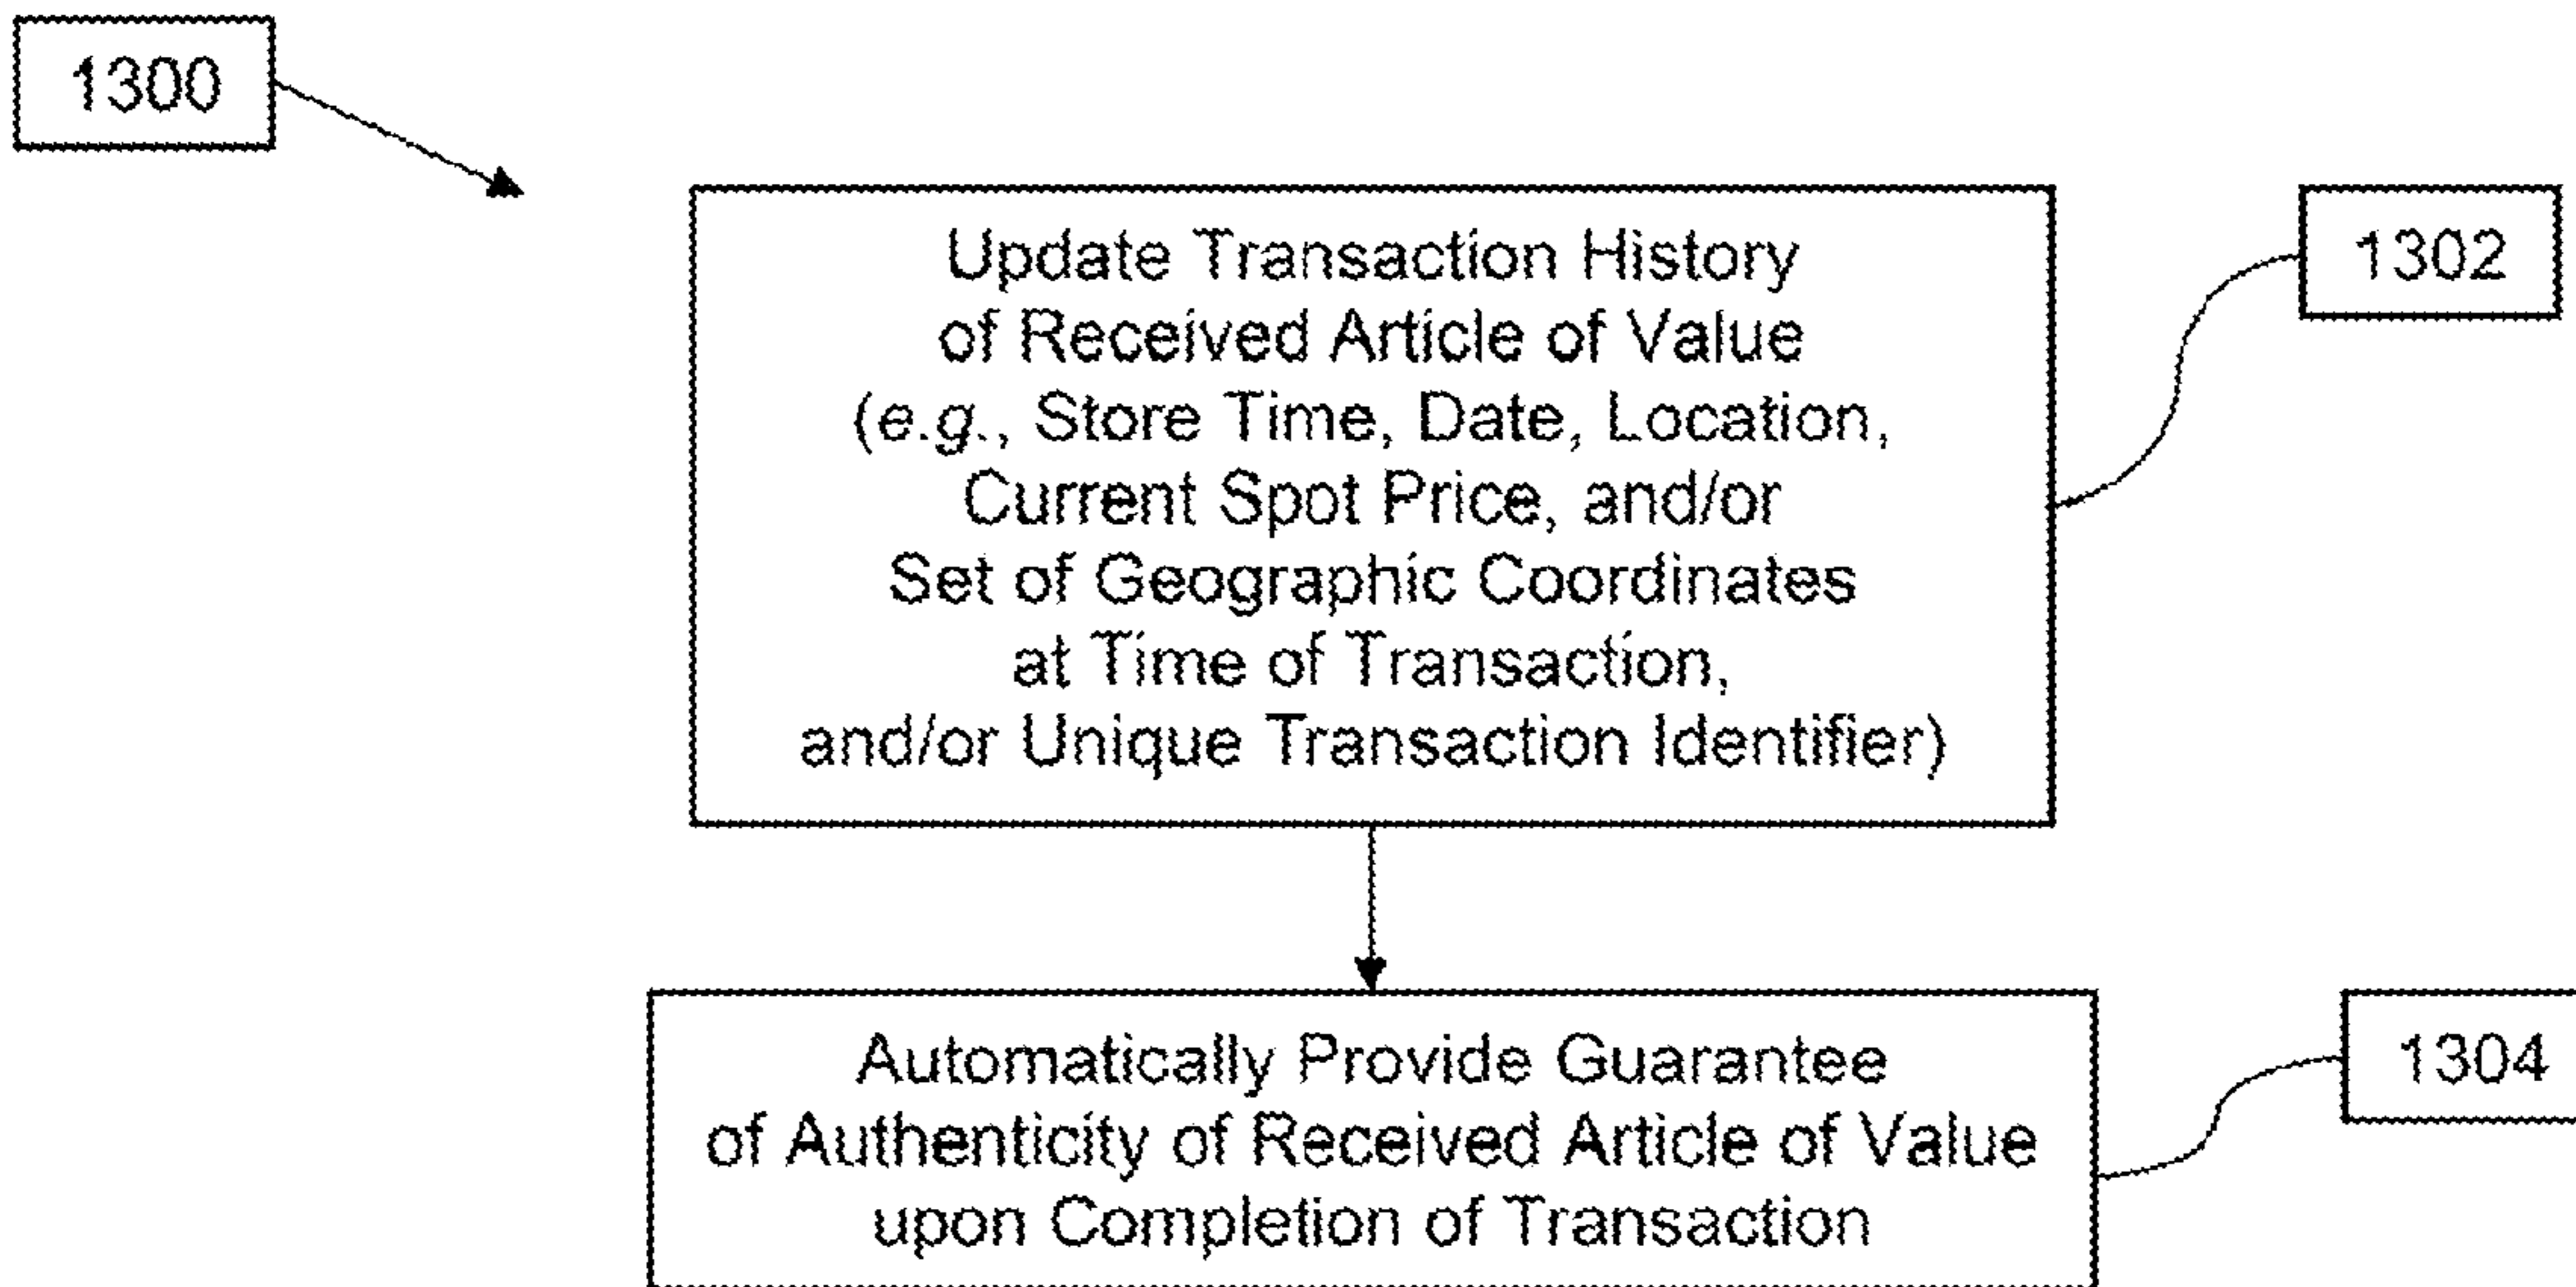 1300
Update Transaction History
1302
of Received Article of Value
(e.g., Store Time, Date, Location,
Current Spot Price, and/or
Set of Geographic Coordinates
at Time of Transaction,
and/or Unique Transaction Identifier)
Automatically Provide Guarantee
1304
of Authenticity of Received Article of Value
upon Completion of Transaction